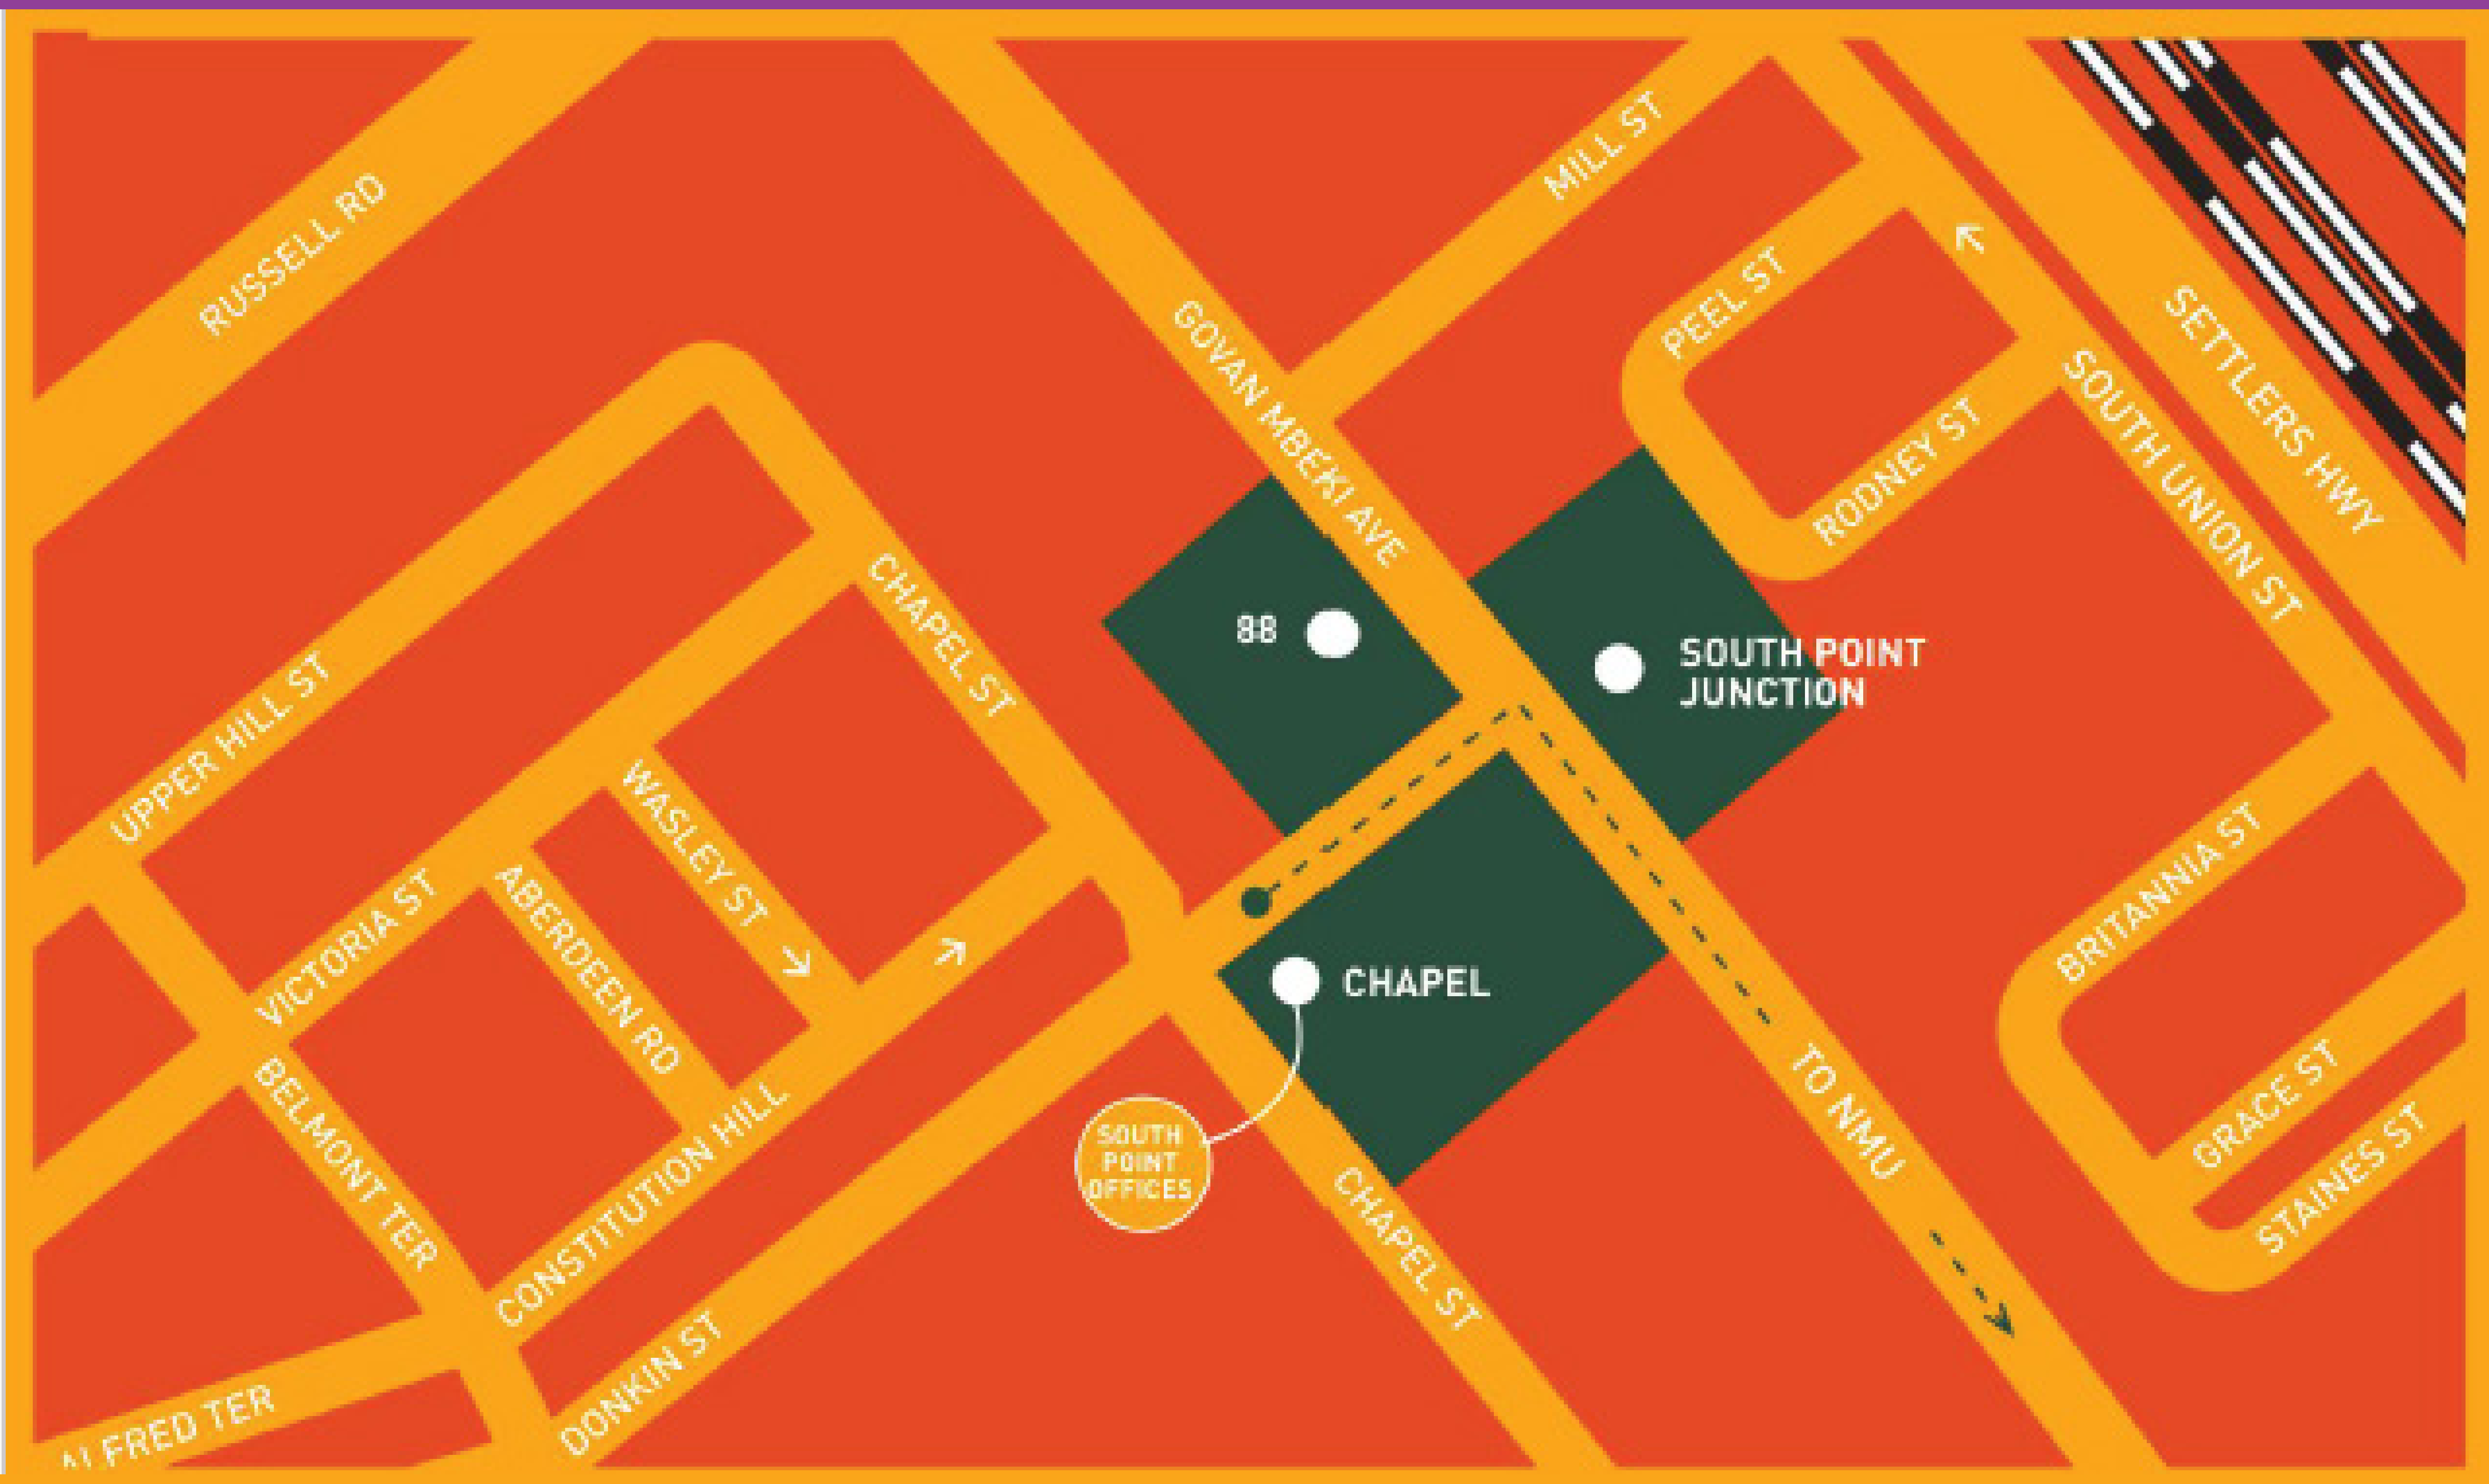 RUSSELL RD
MILL ST
GOVAN MBEKI AVE
PEEL ST
RODNEY ST
SETTLERS HWY
SOUTH UNION ST
UPPER HILL ST
CHAPEL ST
88
SOUTH POINT
JUNCTION
WASLEY ST
VICTORIA ST
ABERDEEN RD
BRITANNIA ST
CHAPEL
BELMONT TER
CONSTITUTION HILL
SOUTH
POINT
OFFICES
TO NMU
GRACE ST
STAINES ST
CHAPEL ST
DONKIN ST
ALFRED TER